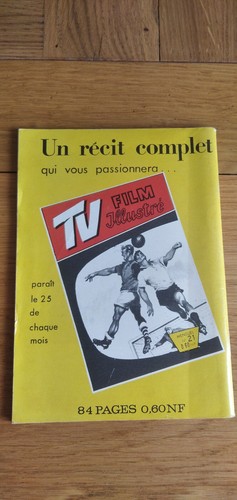 Un récit complet
qui vous passionnera...
TV
FILM
Illustré
paraît
le 25
de
chaque
mois
21
84 PAGES 0,60NF